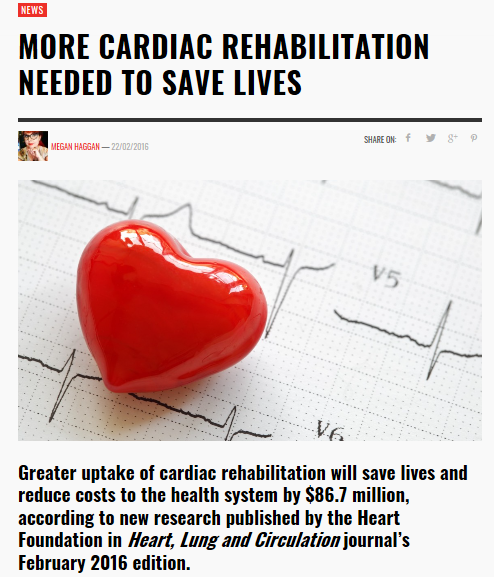 NEWS
MORE CARDIAC REHABILITATION
NEEDED TO SAVE LIVES
MEGAN HAGGAN — 22/02/2016
SHARE ON:
V5
V6
Greater uptake of cardiac rehabilitation will save lives and
reduce costs to the health system by $86.7 million,
according to new research published by the Heart
Foundation in Heart, Lung and Circulation journal’s
February 2016 edition.